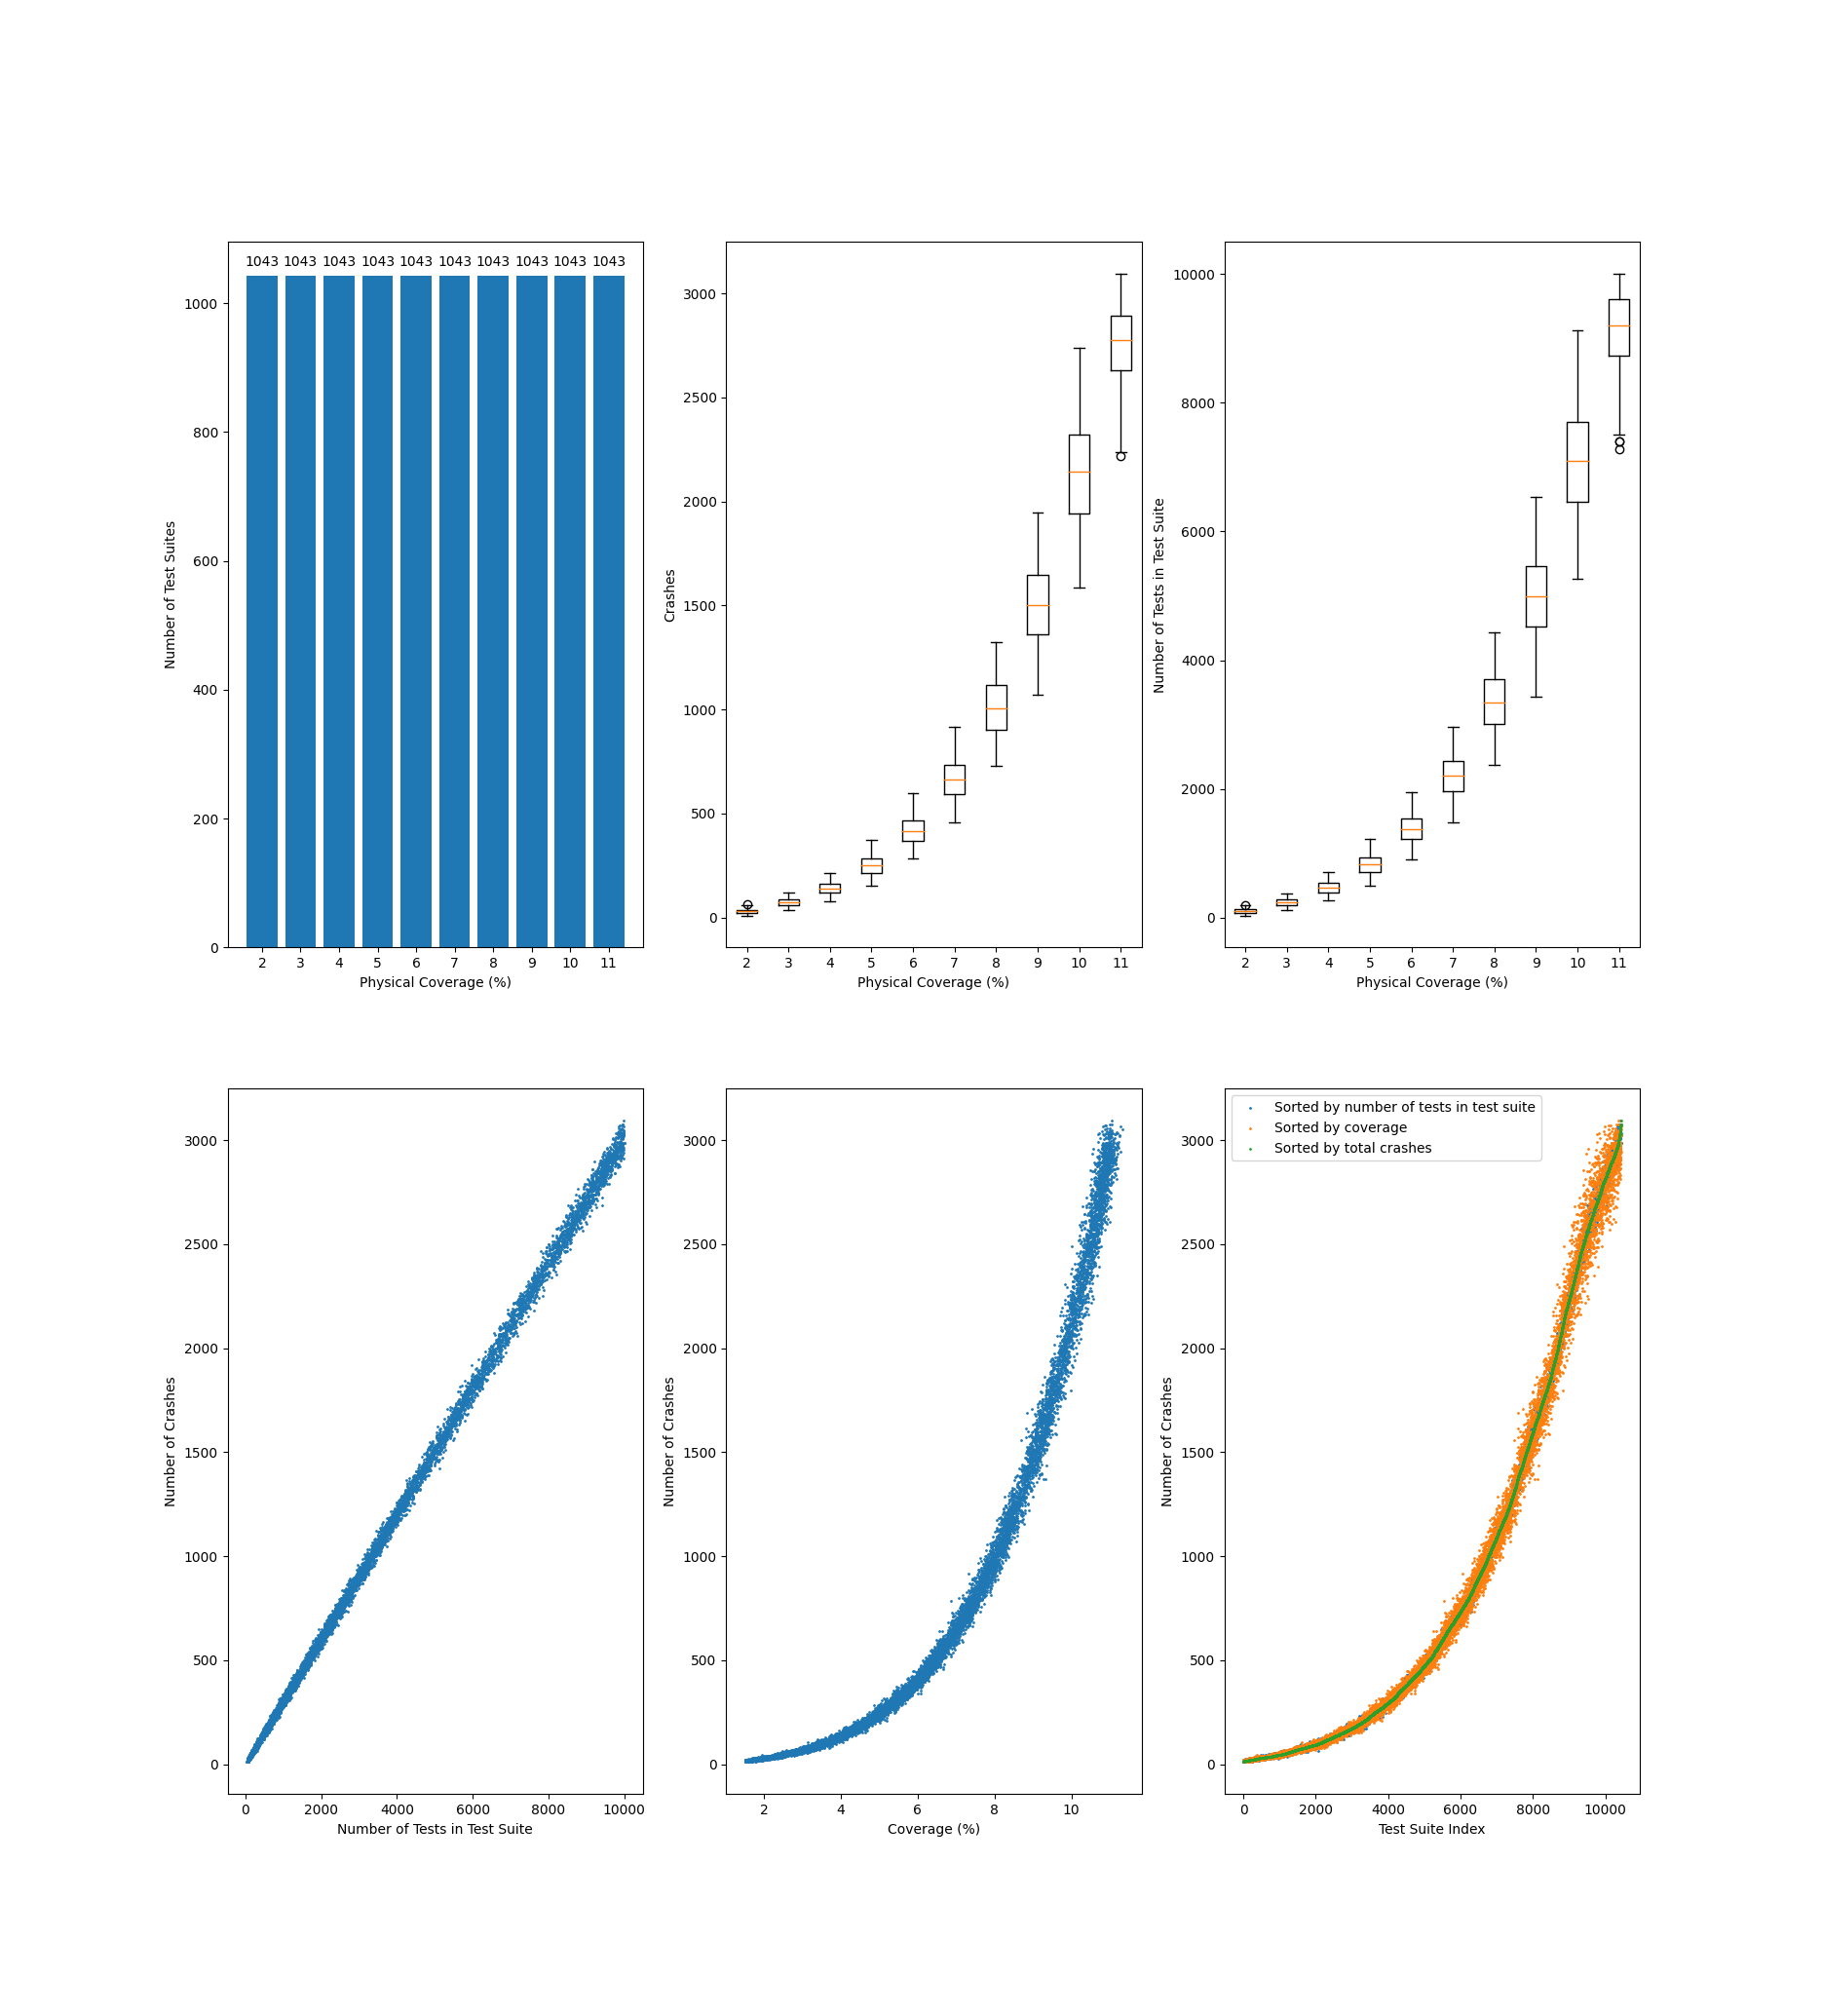 1043 1043 1043 1043 1043 1043 1043 1043 1043 1043
Number of Test Suites
1000
800
600
400
200
0
2 3 4 5 6 7 8 9 10 11
Physical Coverage (%)
Crashes
3000
2500
2000
1500
1000
500
0
2 3 4 5 6 7 8 9 10 11
Physical Coverage (%)
Number of Tests in Test Suite
10000
8000
6000
4000
2000
0
2 3 4 5 6 7 8 9 10 11
Physical Coverage (%)
Number of Crashes
3000
2500
2000
1500
1000
500
0
0 2000 4000 6000 8000 10000
Number of Tests in Test Suite
Number of Crashes
3000
2500
2000
1500
1000
500
0
2 4 6 8 10
Coverage (%)
Number of Crashes
3000
2500
2000
1500
1000
500
0
Sorted by number of tests in test suite
Sorted by coverage
Sorted by total crashes
0 2000 4000 6000 8000 10000
Test Suite Index